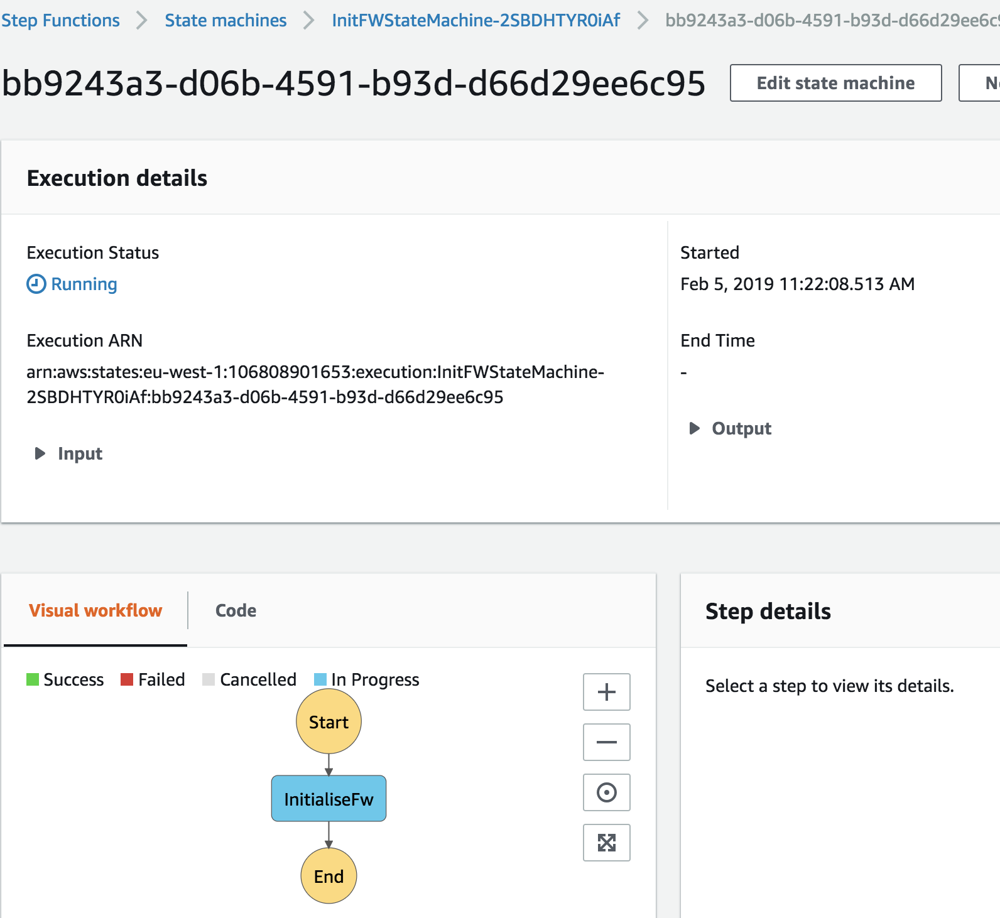 Step Functions > State machines > InitFWStateMachine-2SBDHTYR0iAf > bb9243a3-d06b-4591-b93d-d66d29ee6c9
bb9243a3-d06b-4591-b93d-d66d29ee6c95
Edit state machine
Execution details
Execution Status
Running
Execution ARN
arn:aws:states:eu-west-1:106808901653:execution:InitFWStateMachine-
2SBDHTYR0iAf:bb9243a3-d06b-4591-b93d-d66d29ee6c95
Input
Started
Feb 5, 2019 11:22:08.513 AM
End Time
-
Output
Visual workflow
Code
Success Failed Cancelled In Progress
Start
InitialiseFw
End
Step details
Select a step to view its details.